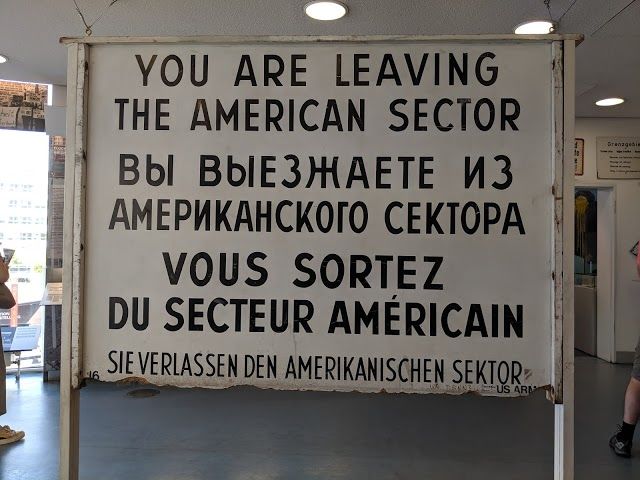 YOU ARE LEAVING
THE AMERICAN SECTOR
ВЫ ВЫЕЗЖАЕТЕ ИЗ
АМЕРИКАНСКОГО СЕКТОРА
VOUS SORTEZ
DU SECTEUR AMÉRICAIN
SIE VERLASSEN DEN AMERIKANISCHEN SEKTOR
US ARM